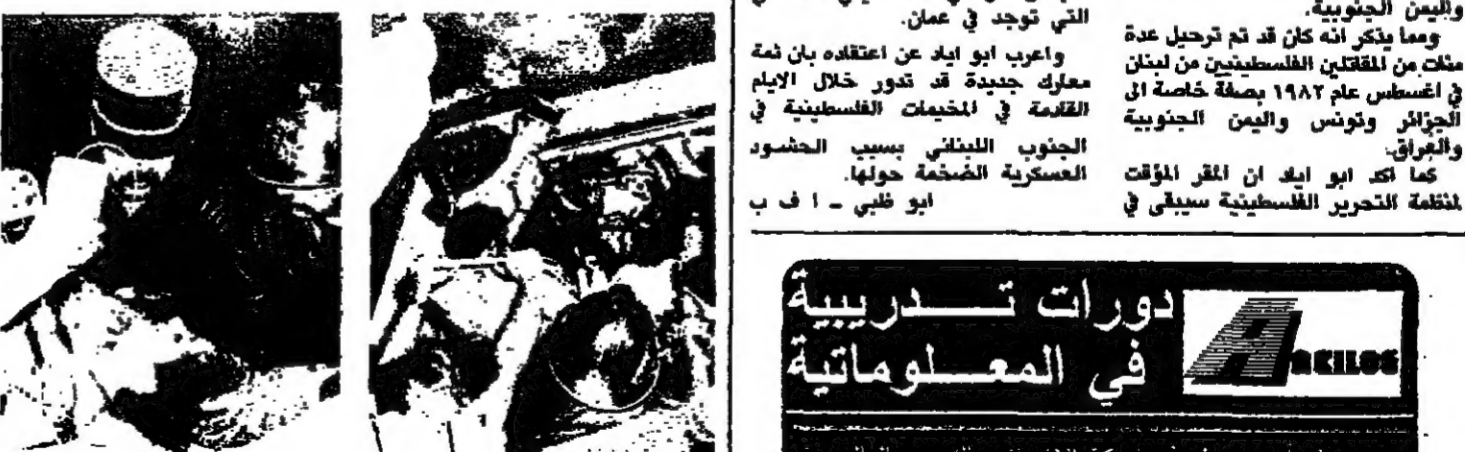 واليمن الجنوبية.
ومما يذكر انه كان قد تم ترحيل عدة
مئات من المقاتلين الفلسطينيين من لبنان
في اغسطس عام ١٩٨٢ بصفة خاصة الى
الجزائر وتونس واليمن الجنوبية
والعراق.
كما اكد ابو اياد ان المقر المؤقت
لمنظمة التحرير الفلسطينية سيبقى في
التي توجد في عمان.
واعرب ابو اياد عن اعتقاده بان ثمة
معارك جديدة قد تدور خلال الايام
القادمة في المخيمات الفلسطينية في
الجنوب اللبناني بسبب الحشود
العسكرية الضخمة حولها.
ابو ظبي - ا ف ب
دورات تـــدريبية
في المعـــلوماتية
ARKILOS